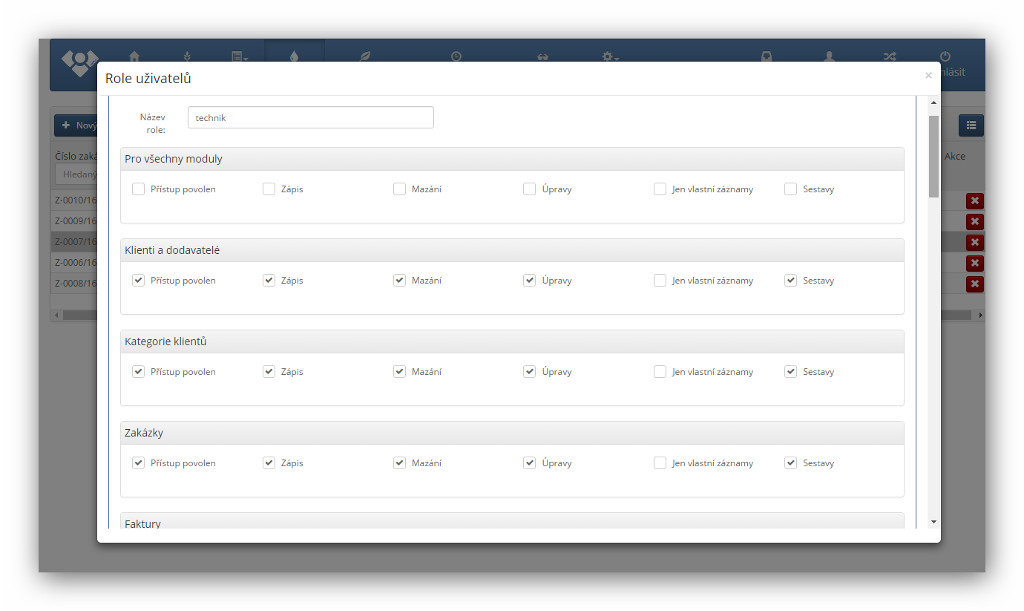 hlásit
Role uživatelů
×
Název role:
technik
+ Nový
Pro všechny moduly
Číslo zaká
Akce
Hledaný
Přístup povolen Zápis Mazání Úpravy Jen vlastní záznamy Sestavy
Z-0010/16
Z-0009/16
Z-0007/16
Z-0006/16
Z-0008/16
Klienti a dodavatelé
Přístup povolen Zápis Mazání Úpravy Jen vlastní záznamy Sestavy
Kategorie klientů
Přístup povolen Zápis Mazání Úpravy Jen vlastní záznamy Sestavy
Zakázky
Přístup povolen Zápis Mazání Úpravy Jen vlastní záznamy Sestavy
Faktury